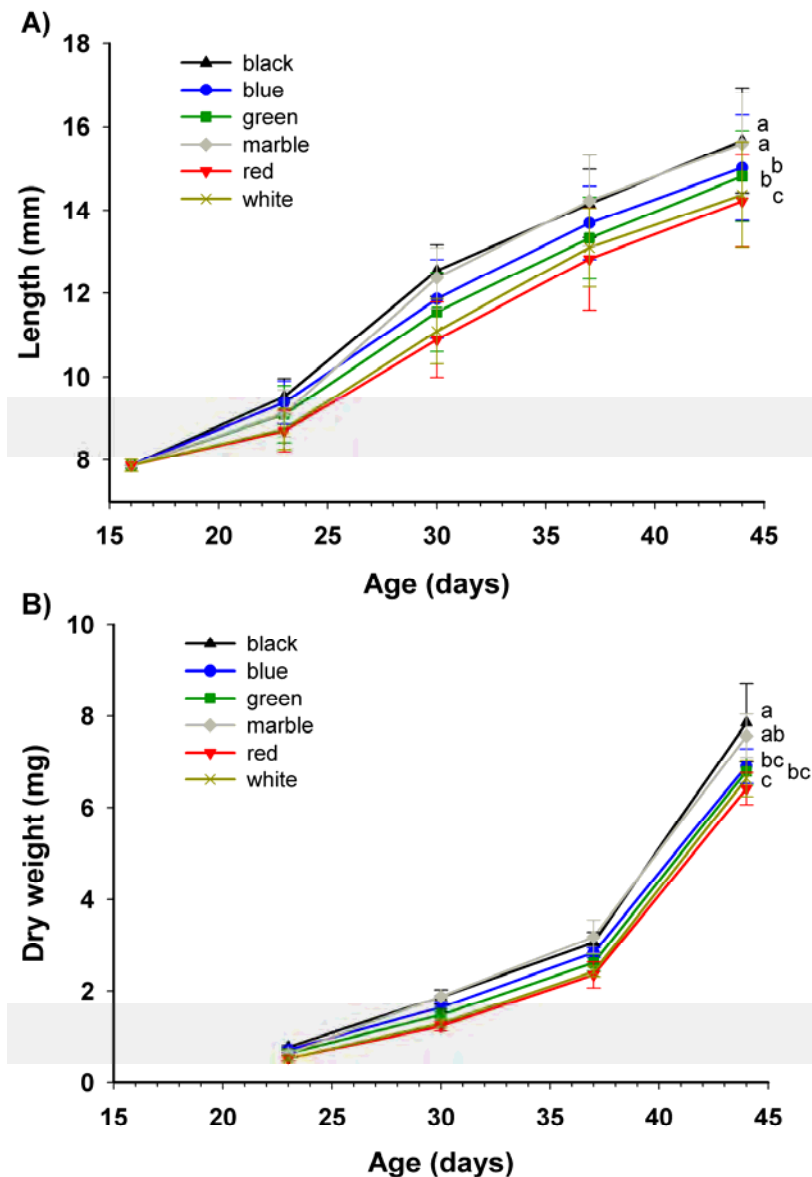 A)
18
16
14
12
10
8
Length (mm)
black
blue
green
marble
red
white
a
a
b
b
c
15
20
25
30
35
40
45
Age (days)
B)
10
8
6
4
2
0
Dry weight (mg)
black
blue
green
marble
red
white
a
ab
bc
bc
c
15
20
25
30
35
40
45
Age (days)